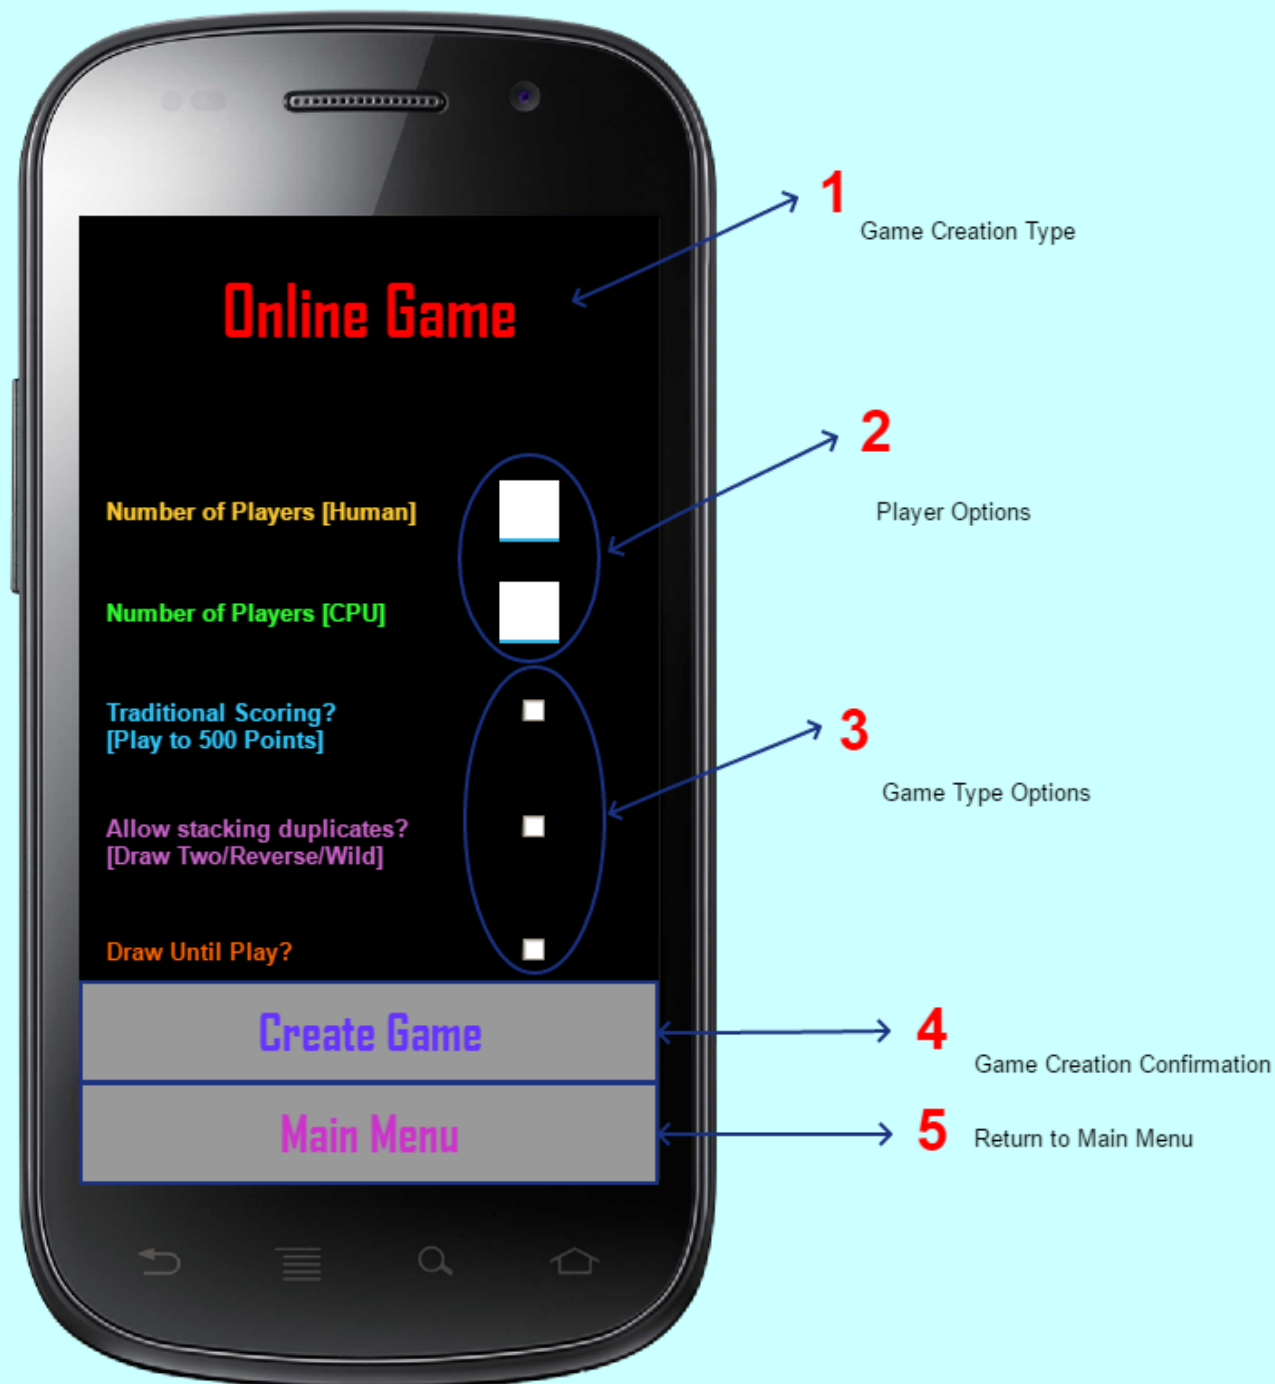 1
Game Creation Type
Online Game
2
Number of Players [Human]
Player Options
Number of Players [CPU]
Traditional Scoring?
[Play to 500 Points]
3
Game Type Options
Allow stacking duplicates?
[Draw Two/Reverse/Wild]
Draw Until Play?
Create Game
4
Game Creation Confirmation
Main Menu
5
Return to Main Menu